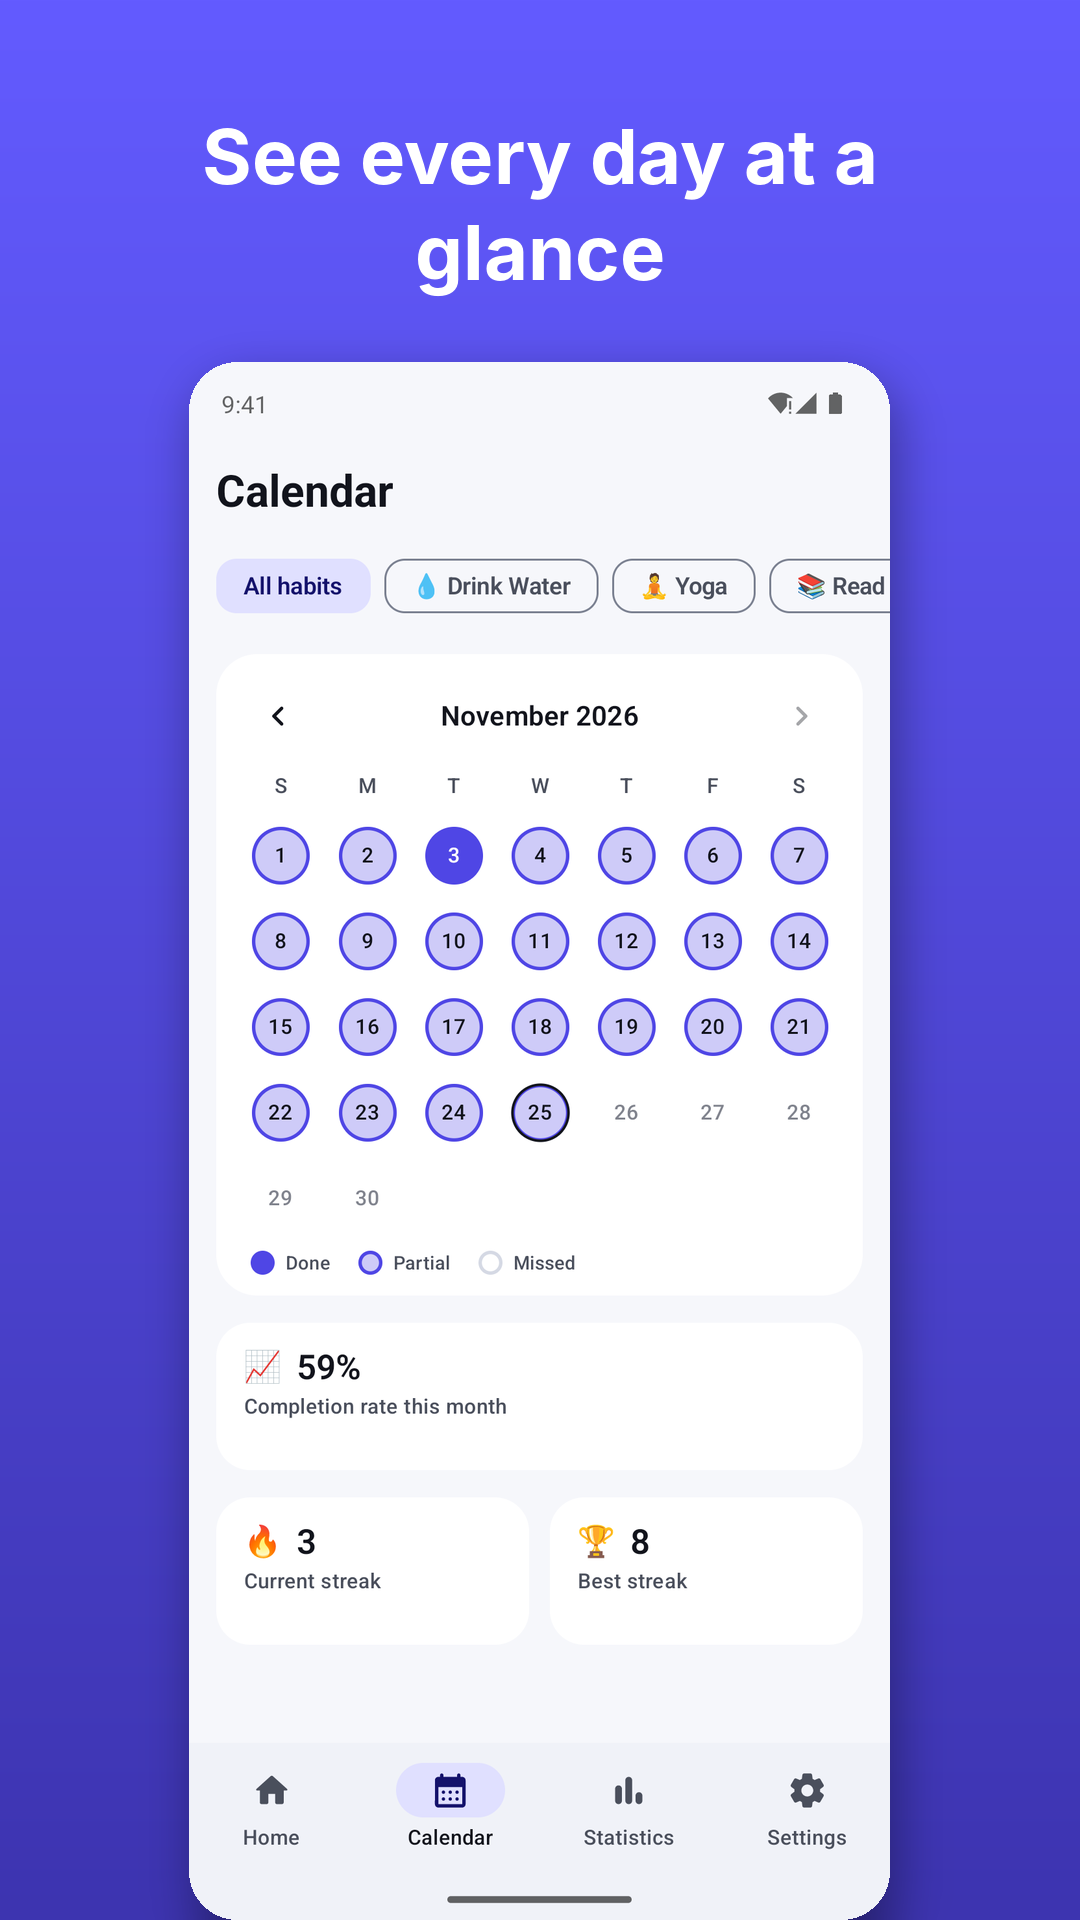 See every day at a
glance
9:41
Calendar
All habits
Drink Water
Yoga
Read
November 2026
S M T W T F S
1 2 3 4 5 6 7
8 9 10 11 12 13 14
15 16 17 18 19 20 21
22 23 24 25 26 27 28
29 30
Done Partial Missed
59%
Completion rate this month
3
Current streak
8
Best streak
Home Calendar Statistics Settings